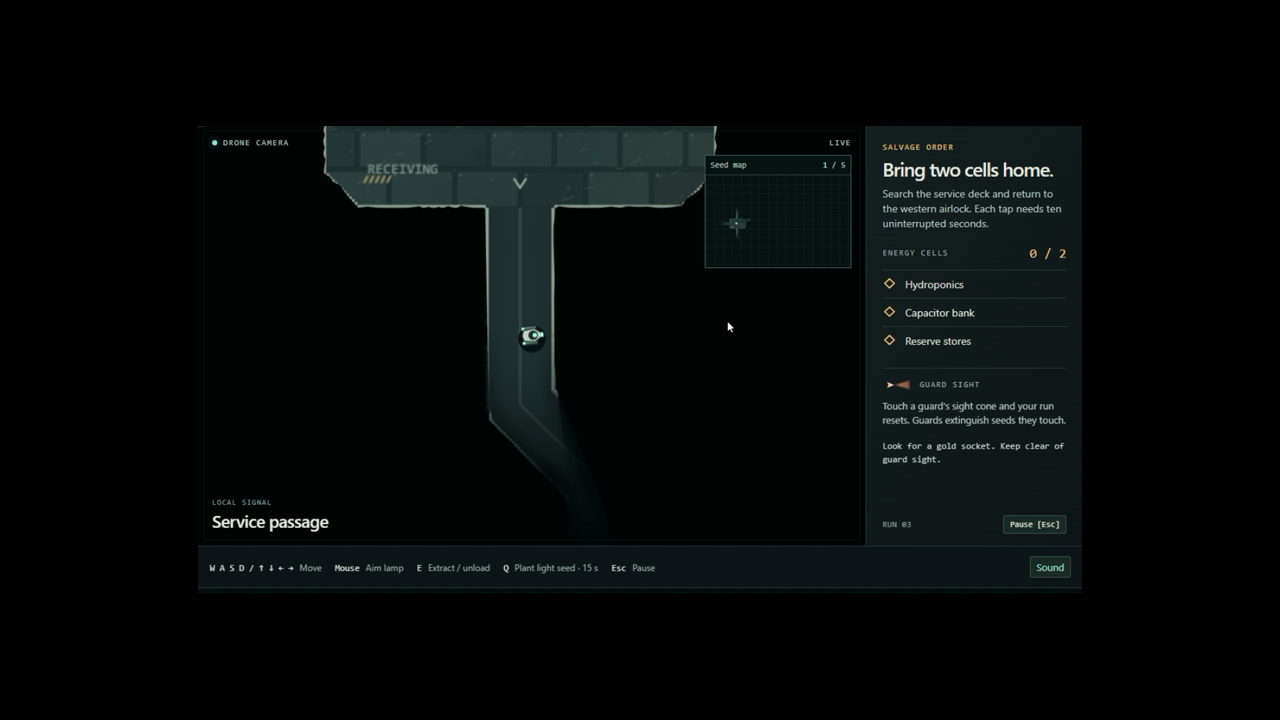 DRONE CAMERA
LIVE
RECEIVING
Seed map 1 / 5
LOCAL SIGNAL
Service passage
SALVAGE ORDER
Bring two cells home.
Search the service deck and return to
the western airlock. Each tap needs ten
uninterrupted seconds.
ENERGY CELLS 0 / 2
Hydroponics
Capacitor bank
Reserve stores
GUARD SIGHT
Touch a guard's sight cone and your run
resets. Guards extinguish seeds they touch.
Look for a gold socket. Keep clear of
guard sight.
RUN 03
Pause [Esc]
W A S D / ↑ ↓ ← → Move Mouse Aim lamp E Extract / unload Q Plant light seed · 15 s Esc Pause
Sound